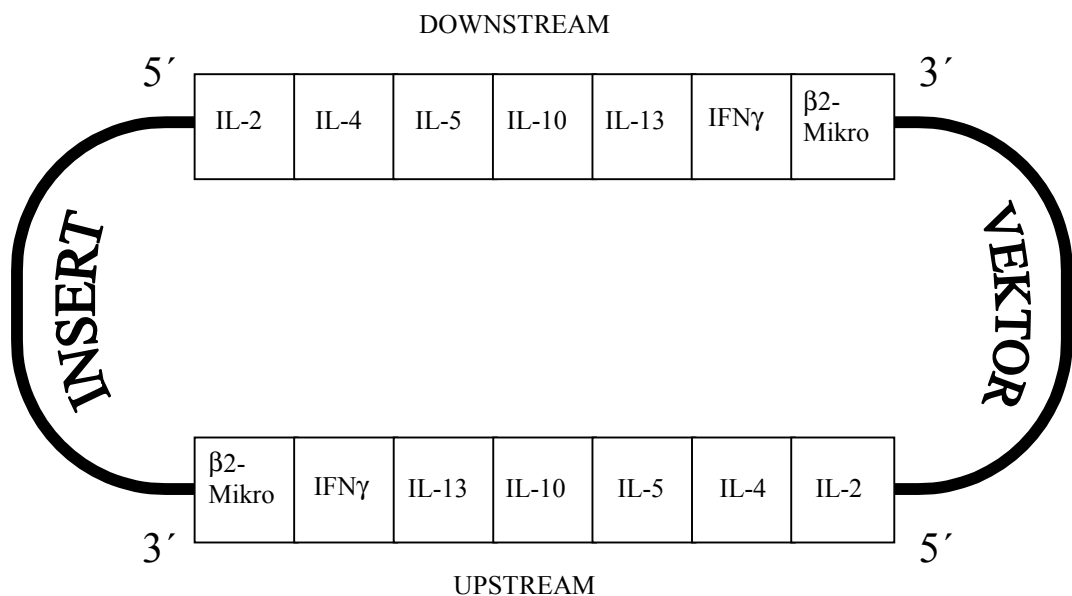 DOWNSTREAM
5´ 3´
IL-2 IL-4 IL-5 IL-10 IL-13 IFNγ β2-
Mikro
INSERT
VEKTOR
β2-
Mikro IFNγ IL-13 IL-10 IL-5 IL-4 IL-2
3´ 5´
UPSTREAM